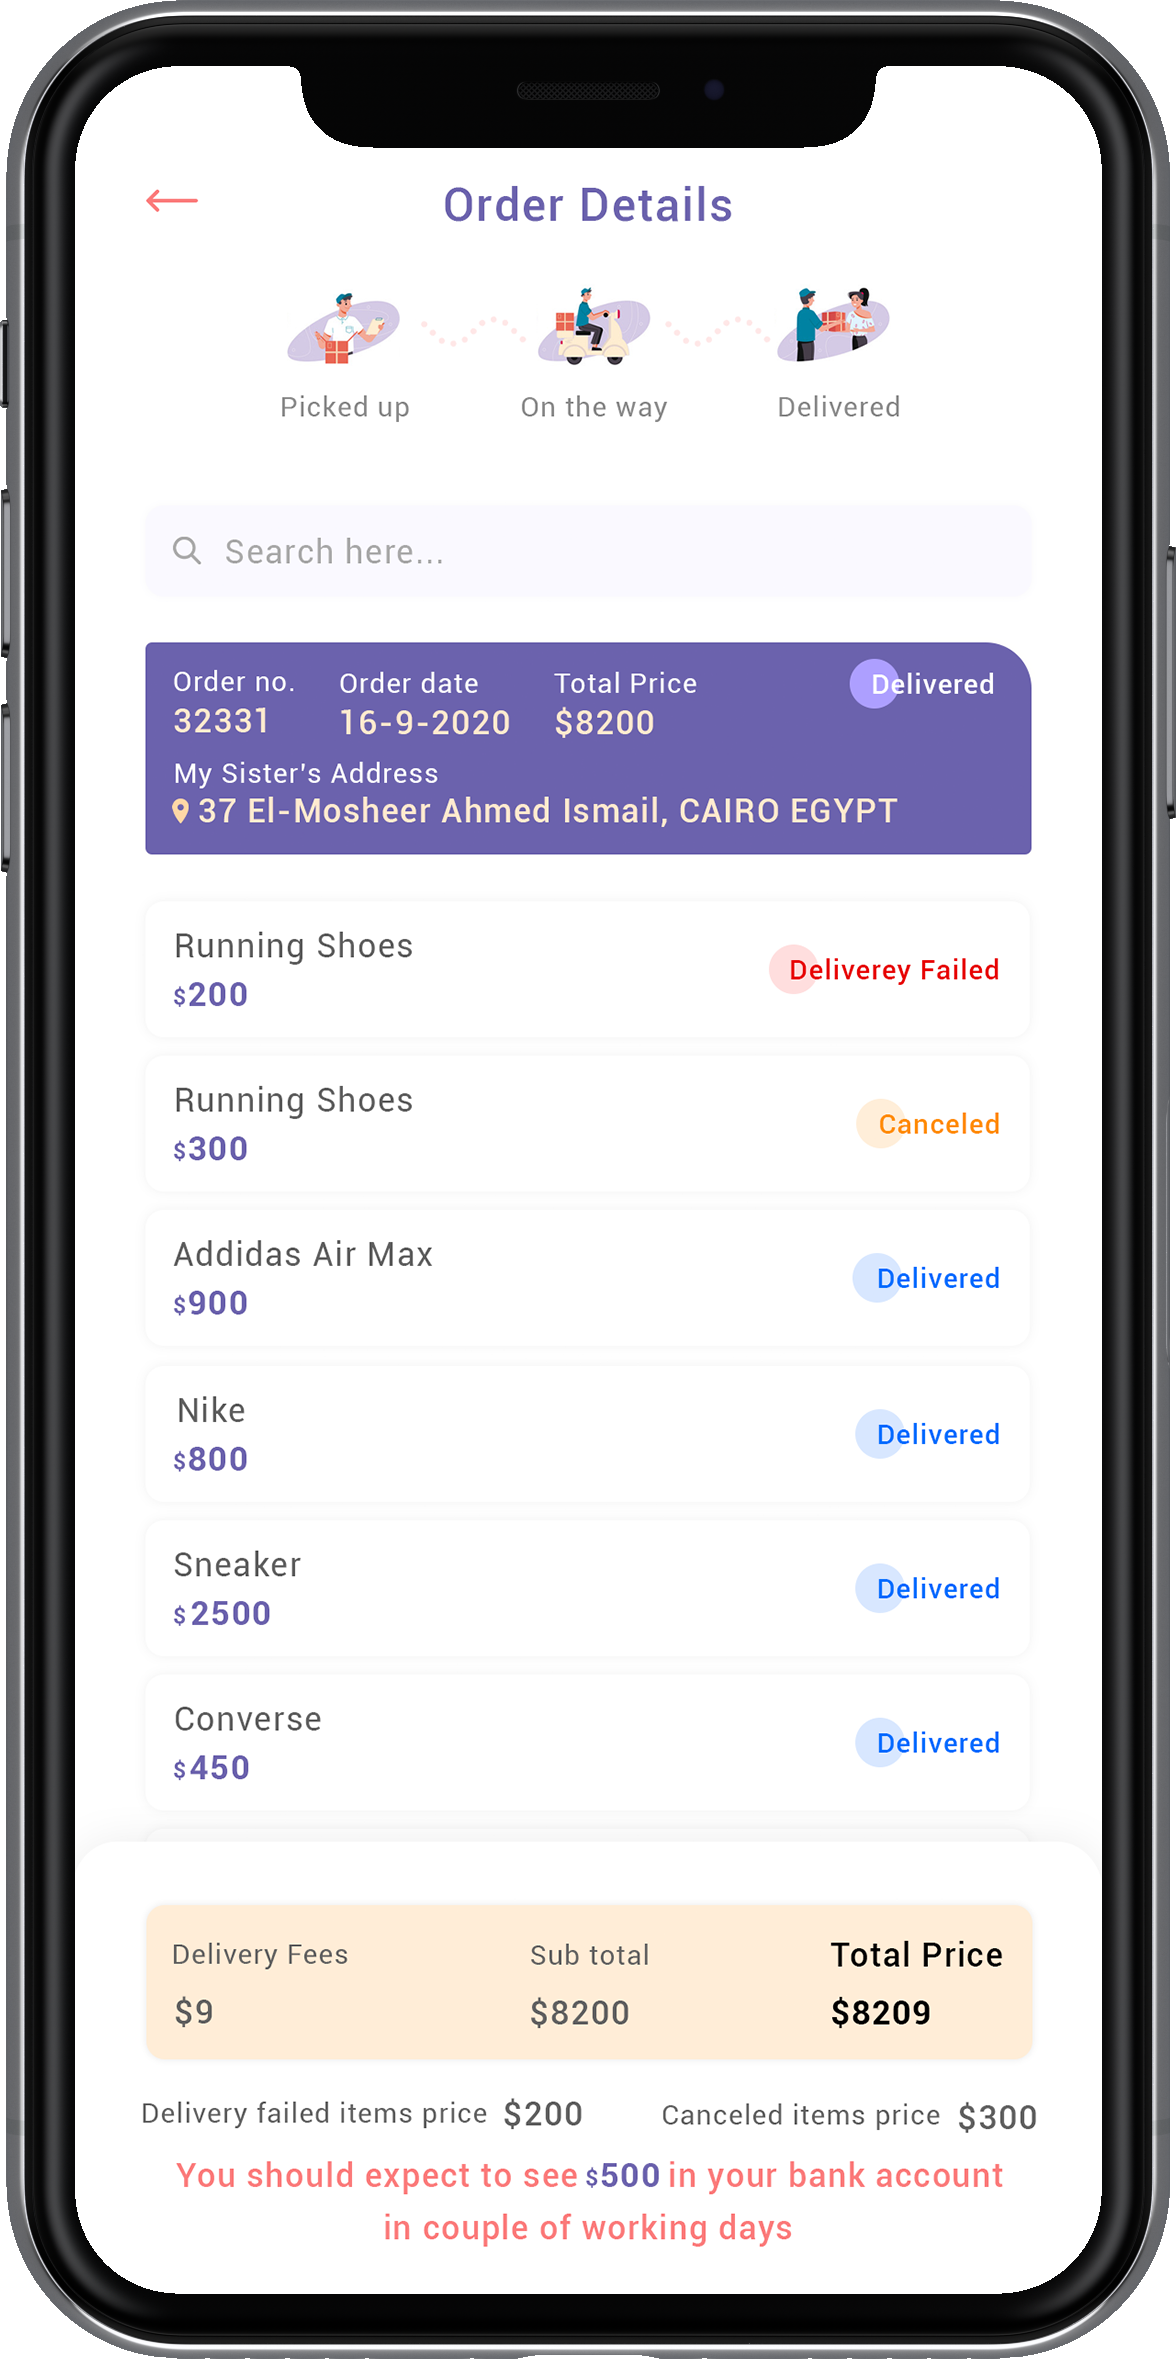 Order Details
Picked up
On the way
Delivered
Search here...
Order no.
Order date
Total Price
Delivered
32331
16-9-2020
$8200
My Sister's Address
37 El-Mosheer Ahmed Ismail, CAIRO EGYPT
Running Shoes
$200
Deliverey Failed
Running Shoes
$300
Canceled
Addidas Air Max
$900
Delivered
Nike
$800
Delivered
Sneaker
$2500
Delivered
Converse
$450
Delivered
Delivery Fees
Sub total
Total Price
$9
$8200
$8209
Delivery failed items price $200
Canceled items price $300
You should expect to see $500 in your bank account
in couple of working days